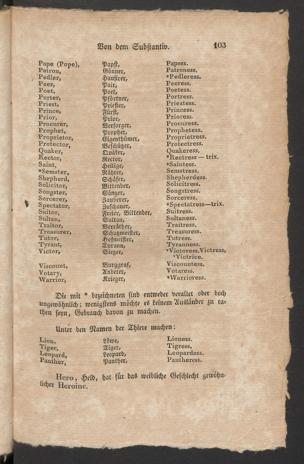 Von dem Substantiv. 103
Pape (Pope), Papst, Papess.
Patron, Gönner, Patroness.
Pedler, Hausirer, *Pedleress.
Peer, Pair, Peeress.
Poet, Poet, Poetess.
Porter, Pförtner, Portress.
Priest, Priester, Priestess.
Prince, Fürst, Princess.
Prior, Prior, Prioress.
Procurer, Versorger, Procuress.
Prophet, Prophet, Prophetess.
Proprietor, Eigenthümer, Proprietress.
Protector, Beschützer, Protectress.
Quaker, Quäker, Quakeress.
Rector, Rector, *Rectress — trix.
Saint, Heilige, *Saintess.
*Semster, Näther, Semstress.
Shepherd, Schäfer, Shepherdess.
Solicitor, Bittender, Solicitress.
Songster, Sänger, Songstress.
Sorcerer, Zauberer, Sorceress.
Spectator, Zuschauer, *Spectatress—trix.
Suitor, Freier, Bittender, Suitress.
Sultan, Sultan, Sultaness.
Traitor, Verräther, Traitress.
Treasurer, Schatzmeister, Treasuress.
Tutor, Hofmeister, Tutress.
Tyrant, Tyrann, Tyranness.
Victor, Sieger, *Victoress, Victress,
*Victrice.
Viscount, Burggraf, Viscountess.
Votary, Anbeter, Votaress.
Warrior, Krieger, *Warrioress.
Die mit * bezeichneten sind entweder veraltet oder doch
ungewöhnlich; wenigstens möchte es keinem Ausländer zu ra-
then seyn, Gebrauch davon zu machen.
Unter den Namen der Thiere machen:
Lion, Löwe, Lioness.
Tiger, Tiger, Tigress.
Leopard, Leopard, Leopardess.
Panther, Panther, Pantheress.
Hero, Held, hat für das weibliche Geschlecht gewöhn-
licher Heroine.